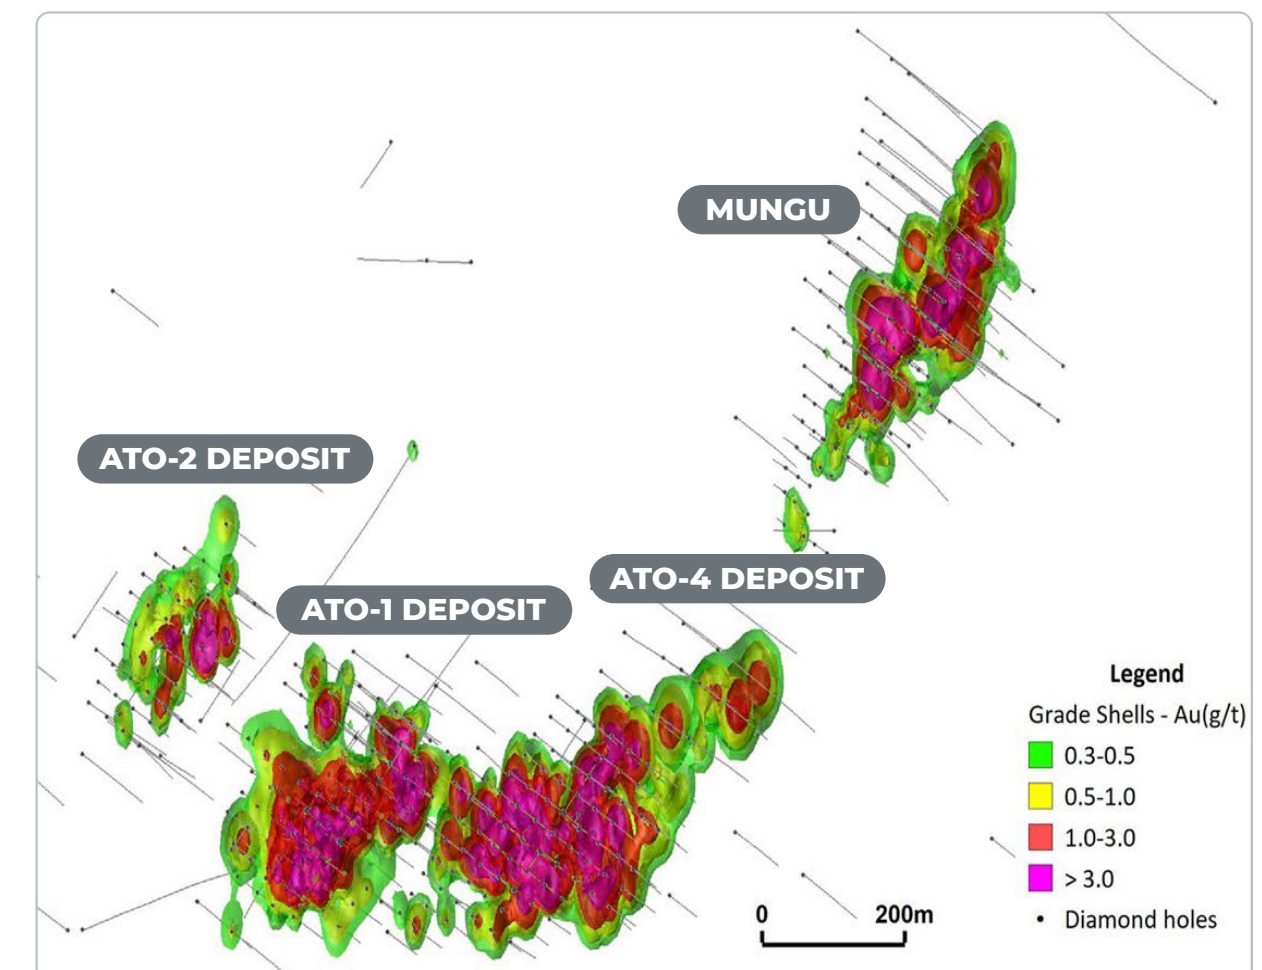 MUNGU
ATO-2 DEPOSIT
ATO-4 DEPOSIT
ATO-1 DEPOSIT
Legend
Grade Shells - Au(g/t)
0.3-0.5
0.5-1.0
1.0-3.0
> 3.0
Diamond holes
0 200m